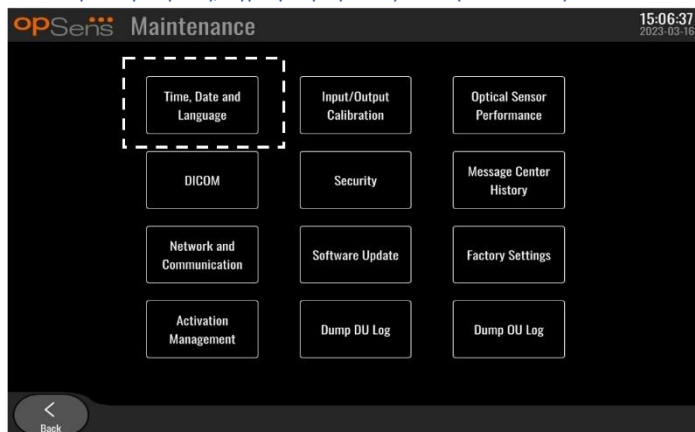 opSens Maintenance
15:06:37
2023-03-16
Time, Date and
Language
Input/Output
Calibration
Optical Sensor
Performance
DICOM
Security
Message Center
History
Network and
Communication
Software Update
Factory Settings
Activation
Management
Dump DU Log
Dump OU Log
Back